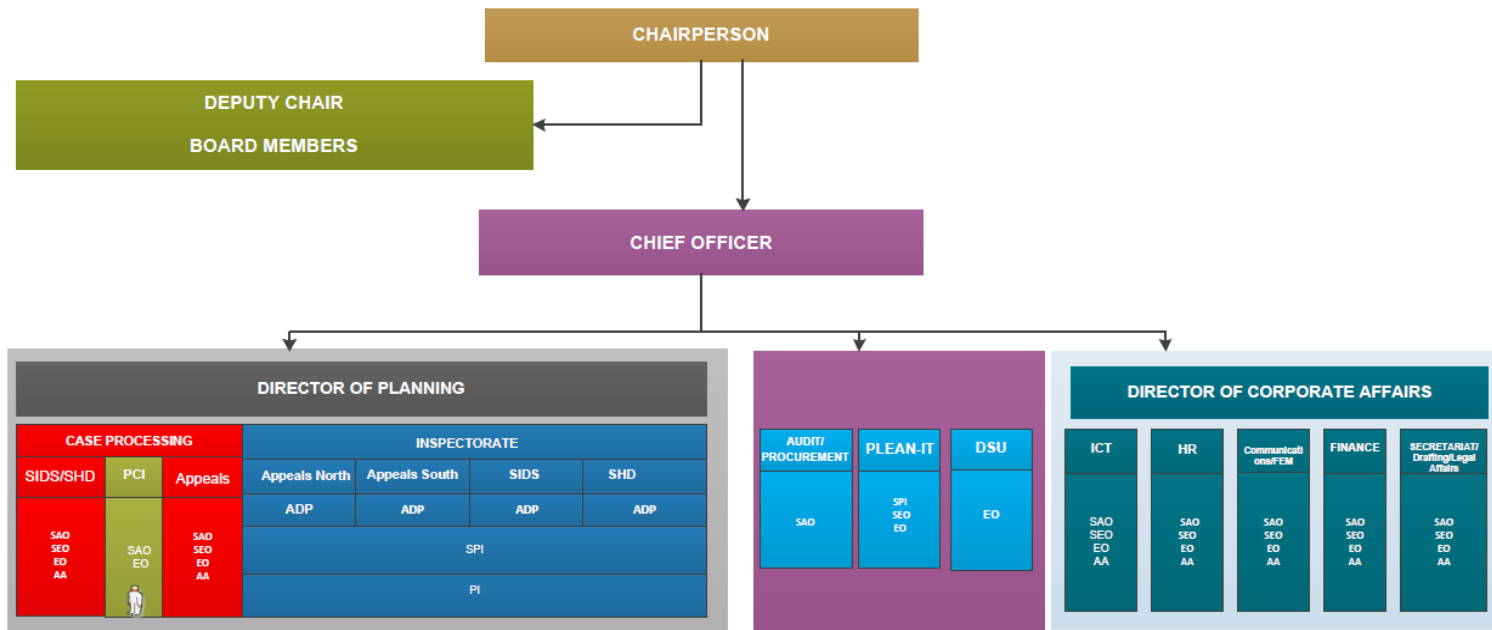 CHAIRPERSON
DEPUTY CHAIR
BOARD MEMBERS
CHIEF OFFICER
DIRECTOR OF PLANNING
CASE PROCESSING
INSPECTORATE
SIDS/SHD
PCI
Appeals
Appeals North
Appeals South
SIDS
SHD
ADP
ADP
ADP
ADP
SAO
SEO
EO
AA
SAO
EO
SAO
SEO
EO
AA
SPI
PI
AUDIT/
PROCUREMENT
SAO
PLEAN-IT
SPI
SEO
EO
DSU
EO
DIRECTOR OF CORPORATE AFFAIRS
ICT
SAO
SEO
EO
AA
HR
SAO
SEO
EO
AA
Communicati
ons/FEM
SAO
SEO
EO
AA
FINANCE
SAO
SEO
EO
AA
SECRETARIAT/
Drafting/Legal
Affairs
SAO
SEO
EO
AA